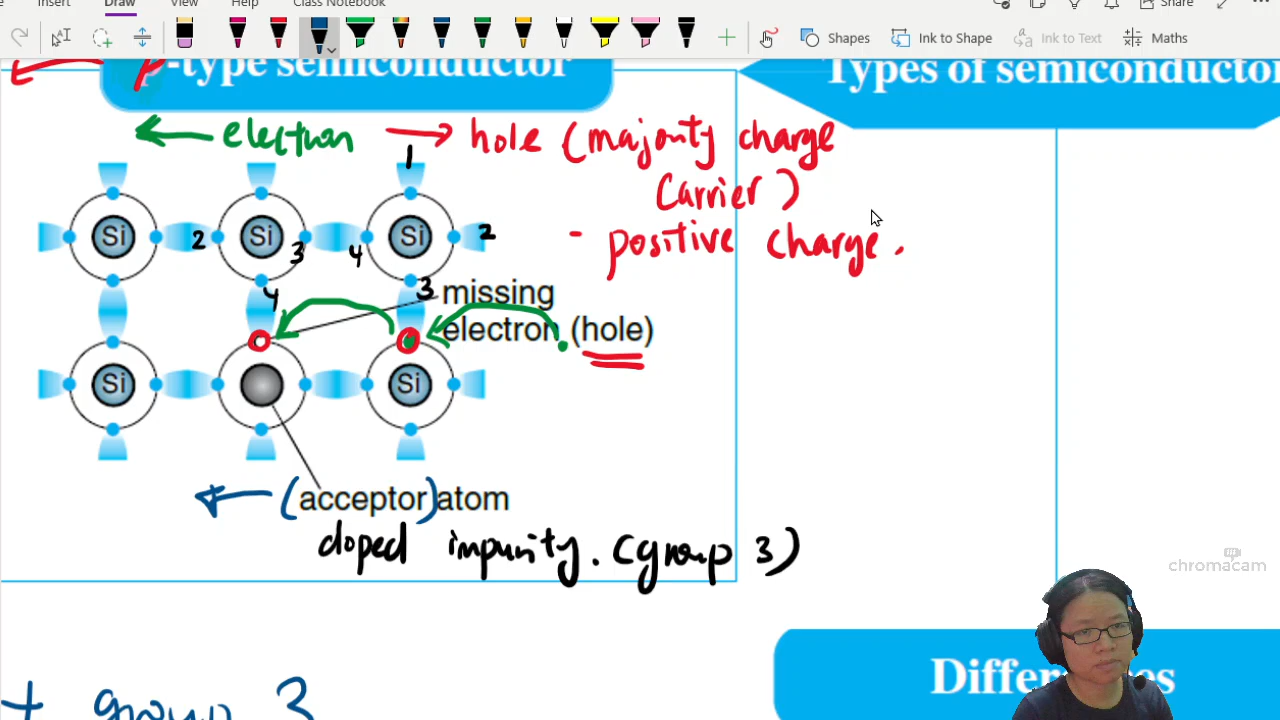 Insert Draw View Help Class Notebook Share
Shapes Ink to Shape Ink to Text Maths
p-type semiconductor
Types of semiconductor
electron hole (majority charge
carrier)
- positive charge.
1
Si Si Si
2 3 4 2
4 3
missing
electron (hole)
Si Si
(acceptor) atom
doped impurity. (group 3)
chromacam
Differences
+ group 3